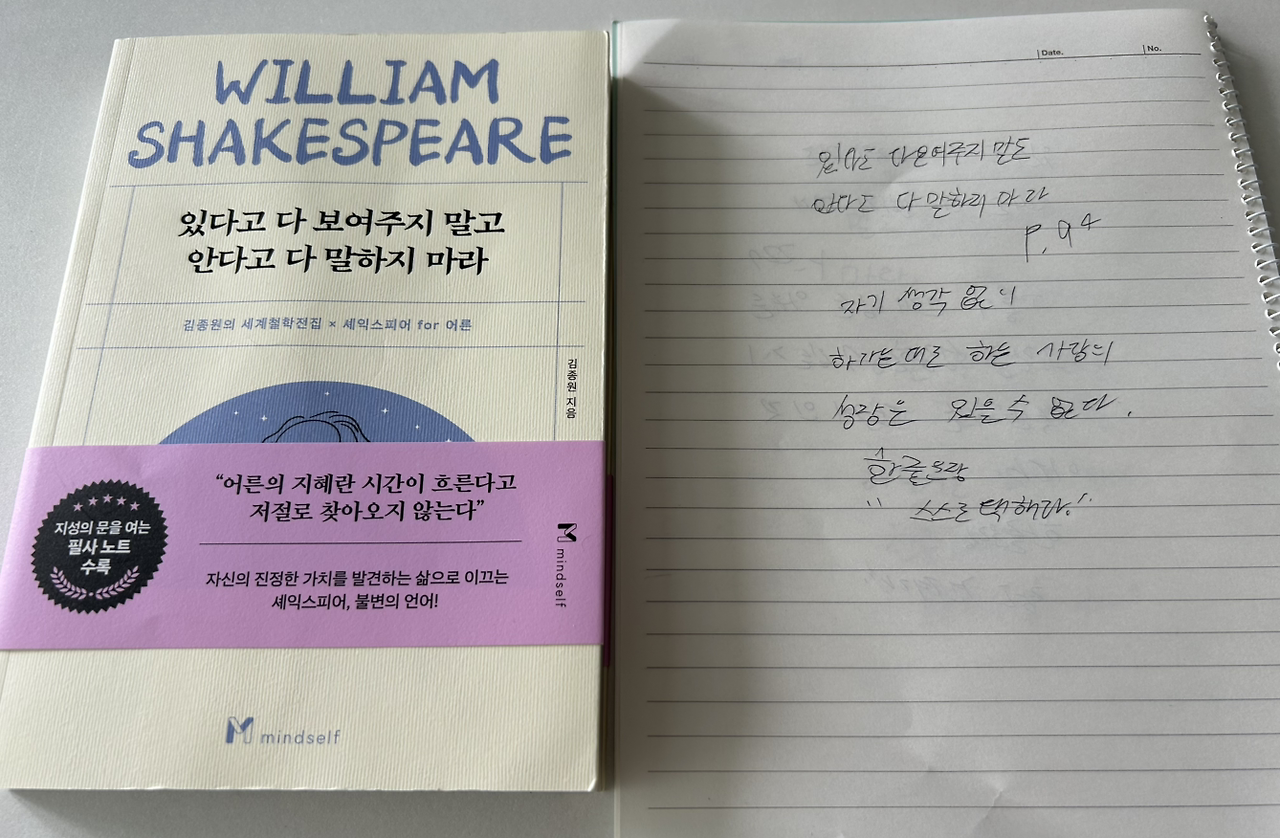 WILLIAM
SHAKESPEARE
있다고 다 보여주지 말고
안다고 다 말하지 마라
김종원의 세계철학전집 × 셰익스피어 for 어른
김종원 지음
“어른의 지혜란 시간이 흐른다고
저절로 찾아오지 않는다”
지성의 문을 여는
필사 노트
수록
자신의 진정한 가치를 발견하는 삶으로 이끄는
셰익스피어, 불변의 언어!
mindself
mindself
Date.
No.
있다고 다 보여주지 말고
안다고 다 말하지 마라
P. 94
자기 생각 없이
하라는 대로 하는 사람의
성장은 있을 수 없다.
“스스로 택해라.”